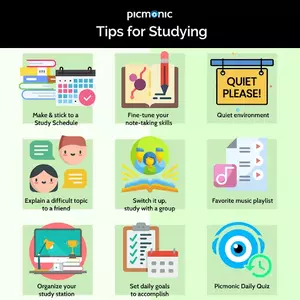 picmonic
Tips for Studying
QUIET
PLEASE!
Make & stick to a
Study Schedule
Fine-tune your
note-taking skills
Quiet environment
Explain a difficult topic
to a friend
Switch it up,
study with a group
Favorite music playlist
Organize your
study station
Set daily goals
to accomplish
Picmonic Daily Quiz